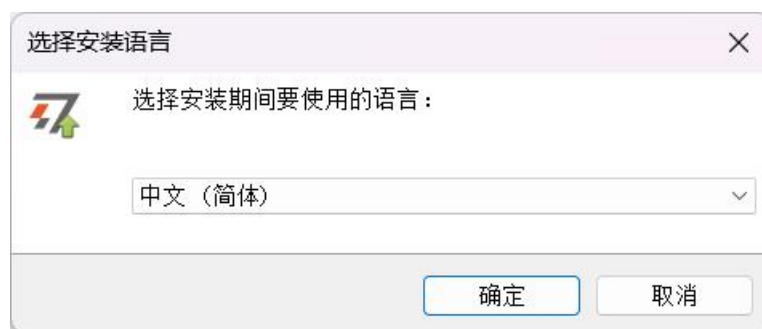 选择安装语言
选择安装期间要使用的语言：
中文 (简体)
确定
取消